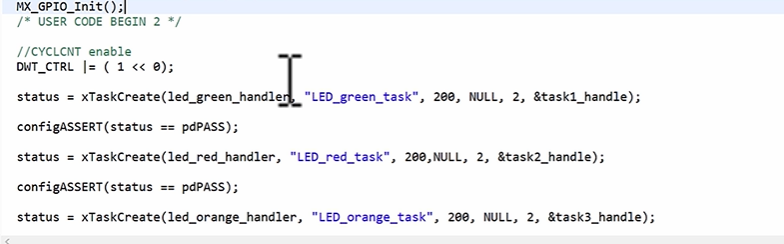 MX_GPIO_Init();
/* USER CODE BEGIN 2 */
//CYCLCNT enable
DWT_CTRL |= ( 1 << 0);
status = xTaskCreate(led_green_handler, "LED_green_task", 200, NULL, 2, &task1_handle);
configASSERT(status == pdPASS);
status = xTaskCreate(led_red_handler, "LED_red_task", 200,NULL, 2, &task2_handle);
configASSERT(status == pdPASS);
status = xTaskCreate(led_orange_handler, "LED_orange_task", 200, NULL, 2, &task3_handle);